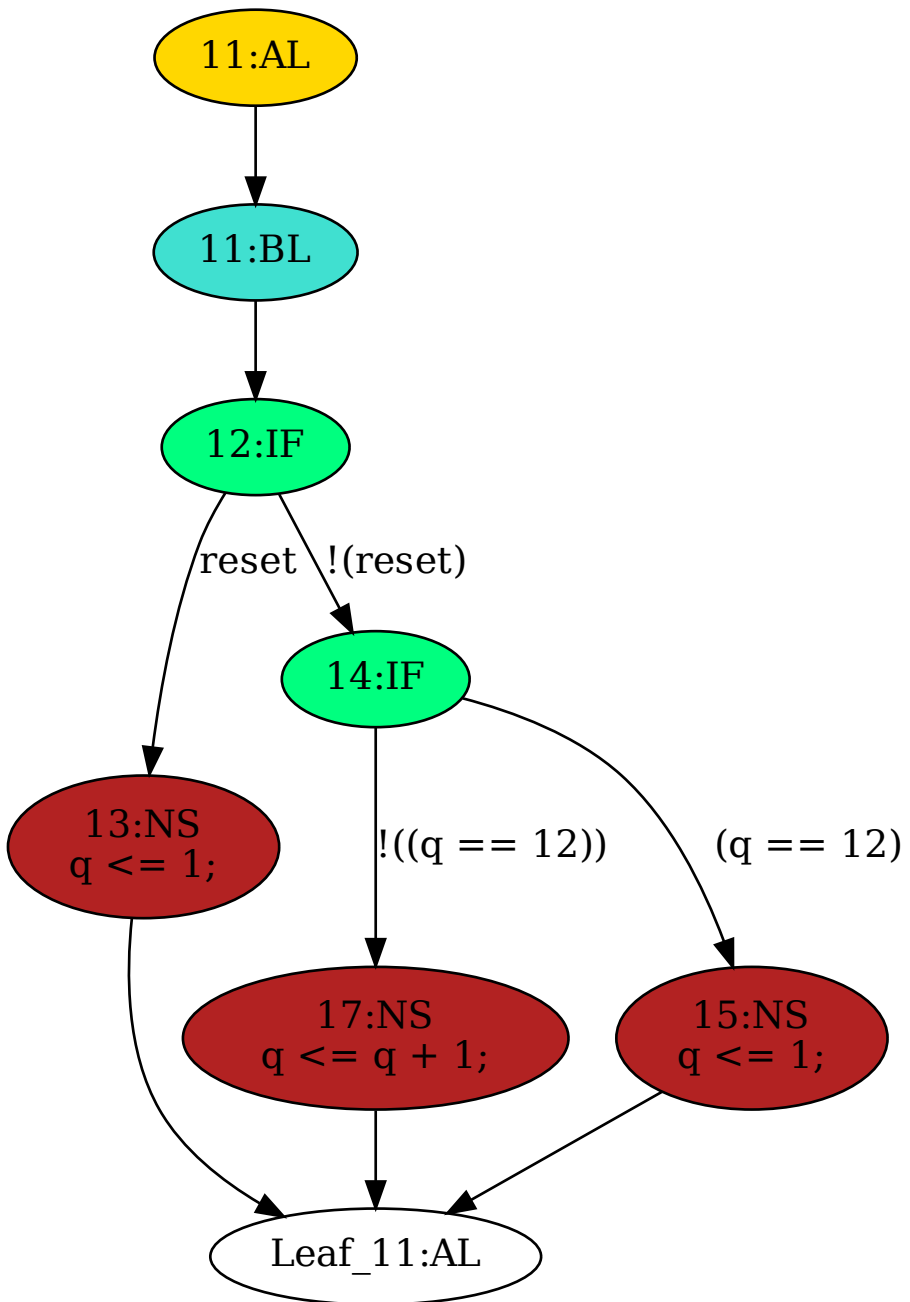 11:AL
11:BL
12:IF
reset
!(reset)
14:IF
13:NS
q <= 1;
!((q == 12))
(q == 12)
17:NS
q <= q + 1;
15:NS
q <= 1;
Leaf_11:AL